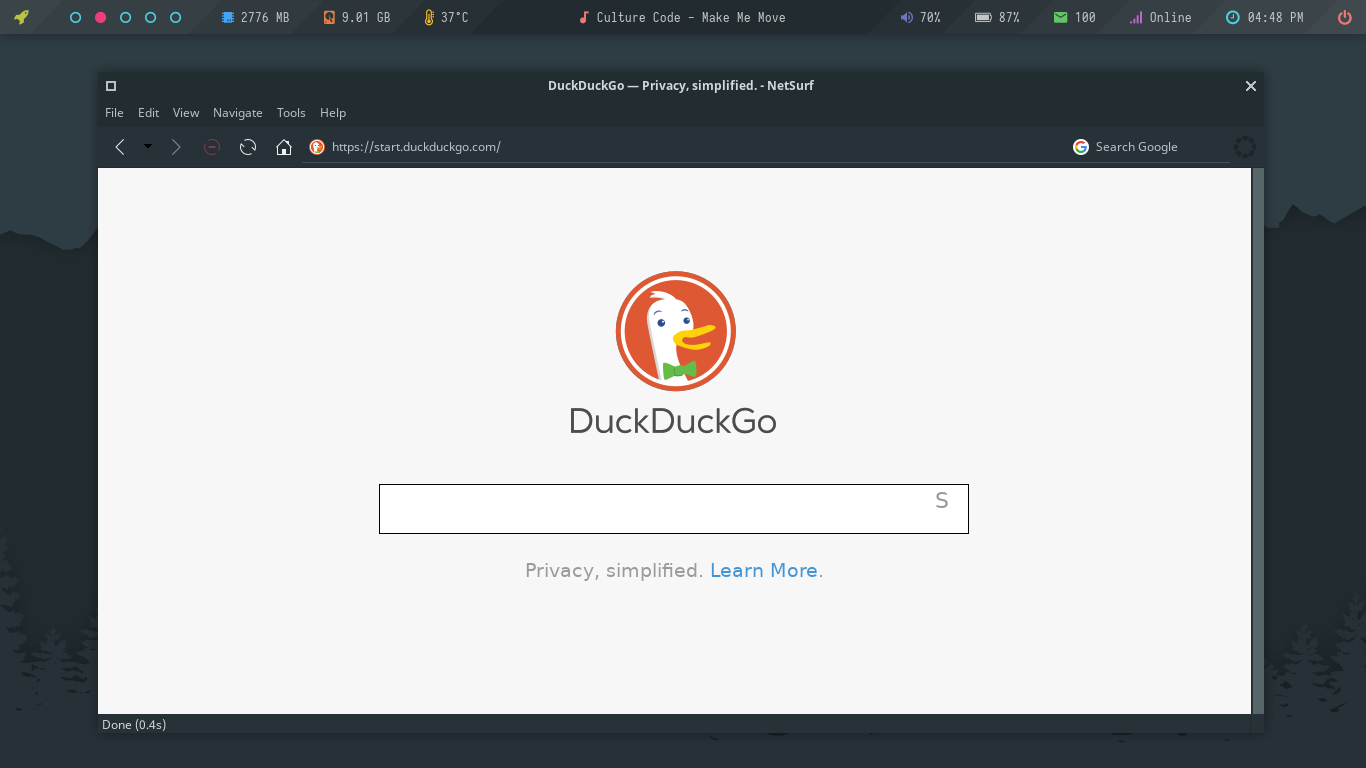 2776 MB 9.01 GB 37°C Culture Code - Make Me Move 70% 87% 100 Online 04:48 PM
DuckDuckGo — Privacy, simplified. - NetSurf
File Edit View Navigate Tools Help
https://start.duckduckgo.com/ Search Google
DuckDuckGo
S
Privacy, simplified. Learn More.
Done (0.4s)